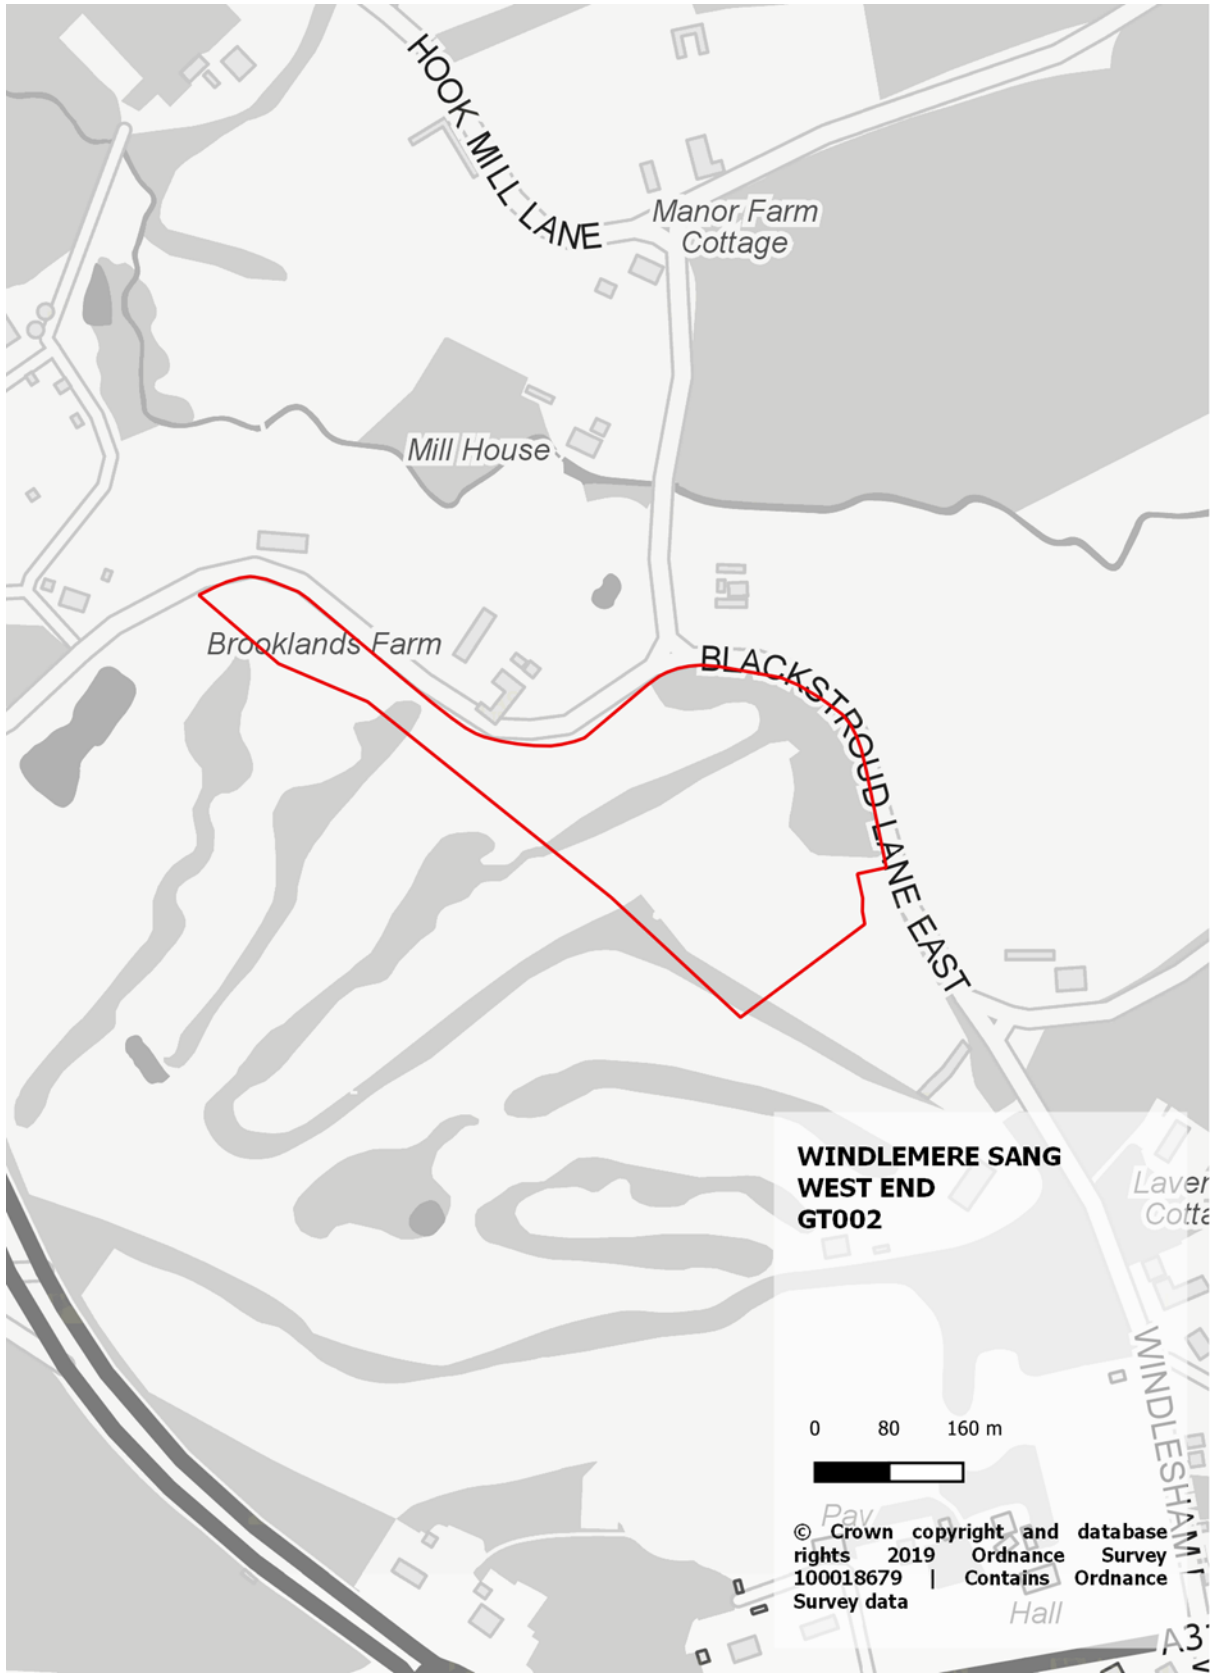 HOOK MILL LANE
Manor Farm
Cottage
Mill House
Brooklands Farm
BLACKSTROUD LANE EAST
WINDLEMERE SANG
WEST END
GT002
0 80 160 m
Pav
© Crown copyright and database
rights 2019 Ordnance Survey
100018679 | Contains Ordnance
Survey data
Hall
WINDLESHAM